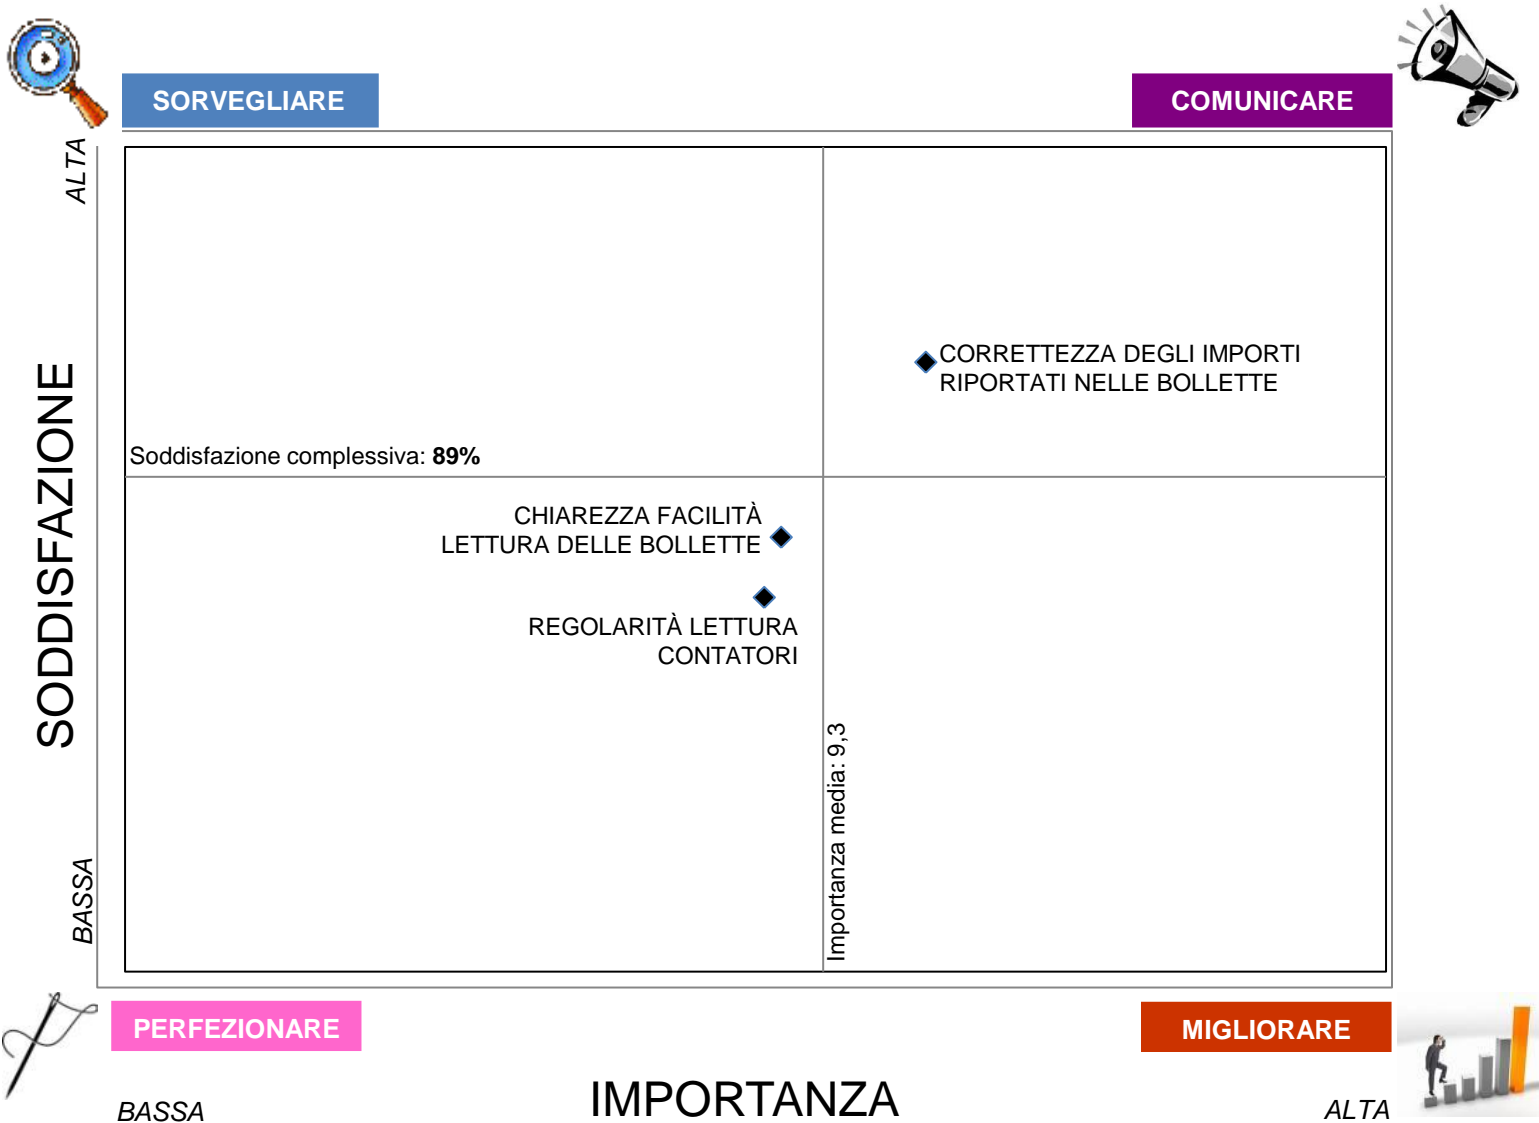 SORVEGLIARE
COMUNICARE
ALTA
SODDISFAZIONE
BASSA
CORRETTEZZA DEGLI IMPORTI
RIPORTATI NELLE BOLLETTE
Soddisfazione complessiva: 89%
CHIAREZZA FACILITÀ
LETTURA DELLE BOLLETTE
REGOLARITÀ LETTURA
CONTATORI
Importanza media: 9,3
PERFEZIONARE
MIGLIORARE
BASSA
IMPORTANZA
ALTA